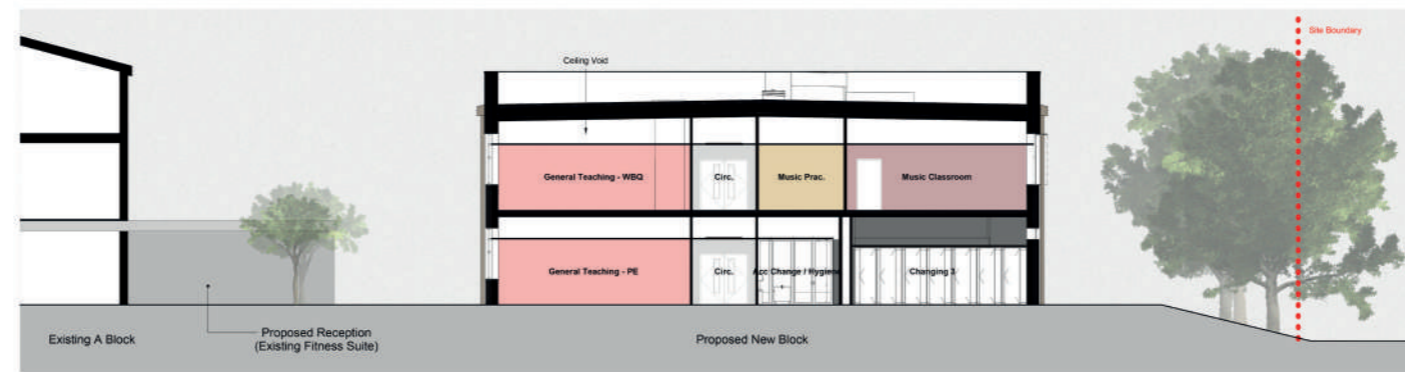 Site Boundary
Ceiling Void
General Teaching - WBQ
Circ.
Music Prac.
Music Classroom
General Teaching - PE
Circ.
Acc Change / Hygiene
Changing 3
Existing A Block
Proposed Reception
(Existing Fitness Suite)
Proposed New Block